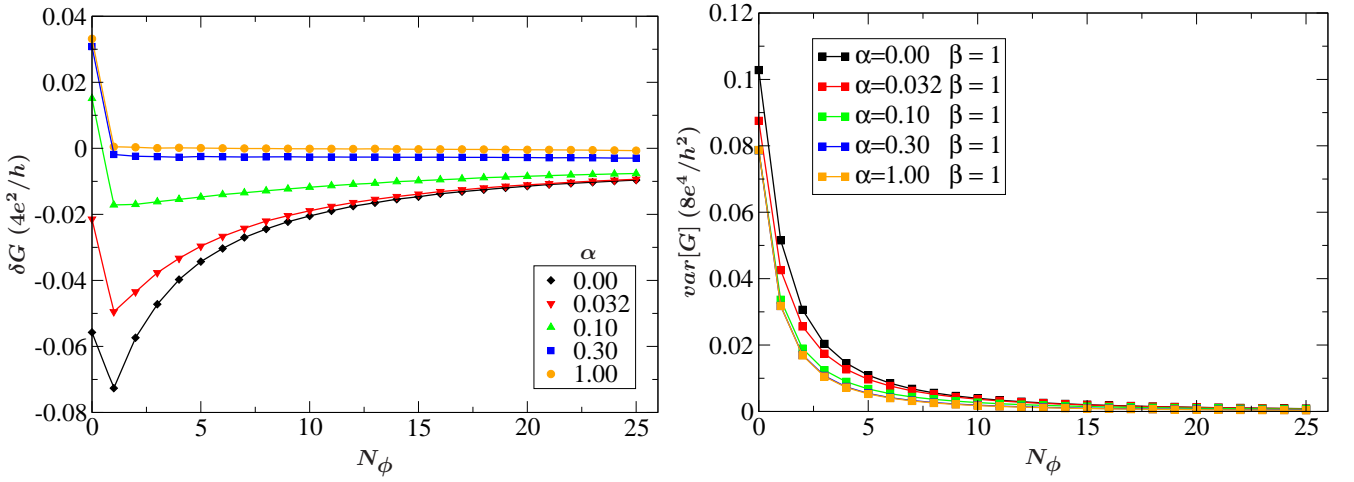 0.04
0.02
0
-0.02
-0.04
-0.06
-0.08
δG (4e²/h)
0 5 10 15 20 25
N_ϕ
α
0.00
0.032
0.10
0.30
1.00
0.12
0.1
0.08
0.06
0.04
0.02
0
var[G] (8e⁴/h²)
0 5 10 15 20 25
N_ϕ
α=0.00 β = 1
α=0.032 β = 1
α=0.10 β = 1
α=0.30 β = 1
α=1.00 β = 1